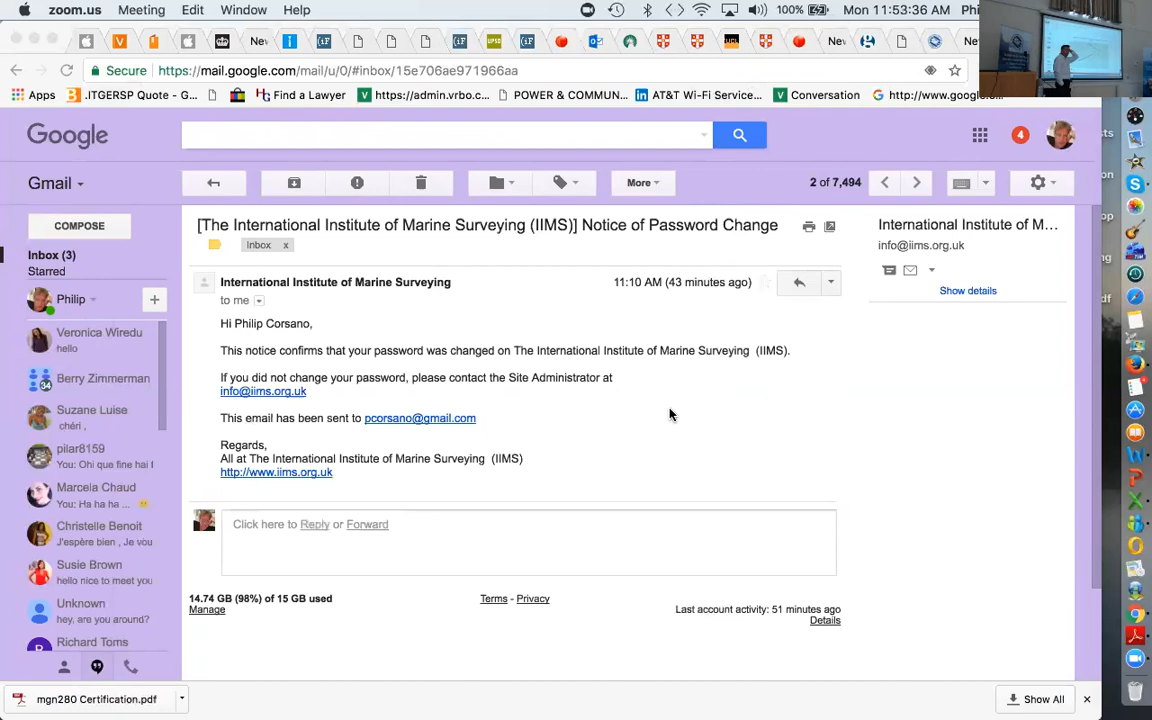 zoom.us Meeting Edit Window Help 100% Mon 11:53:36 AM Phi
Secure https://mail.google.com/mail/u/0/#inbox/15e706ae971966aa
Apps .ITGERSP Quote - G... Find a Lawyer https://admin.vrbo.c... POWER & COMMUN... AT&T Wi-Fi Service... Conversation http://www.google.
Google
4
Gmail
More
2 of 7,494
COMPOSE
Inbox (3)
Starred
Philip
Veronica Wiredu
hello
Berry Zimmerman
34
Suzane Luise
chéri ,
pilar8159
You: Ohi que fine hai
Marcela Chaud
You: Ha ha ha ...
Christelle Benoit
J'espère bien , Je vou
Susie Brown
hello nice to meet you
Unknown
hey, are you around?
Richard Toms
[The International Institute of Marine Surveying (IIMS)] Notice of Password Change
Inbox x
International Institute of Marine Surveying
11:10 AM (43 minutes ago)
to me
Hi Philip Corsano,
This notice confirms that your password was changed on The International Institute of Marine Surveying (IIMS).
If you did not change your password, please contact the Site Administrator at
info@iims.org.uk
This email has been sent to pcorsano@gmail.com
Regards,
All at The International Institute of Marine Surveying (IIMS)
http://www.iims.org.uk
Click here to Reply or Forward
14.74 GB (98%) of 15 GB used
Manage
Terms - Privacy
Last account activity: 51 minutes ago
Details
International Institute of M...
info@iims.org.uk
Show details
mgn280 Certification.pdf
Show All